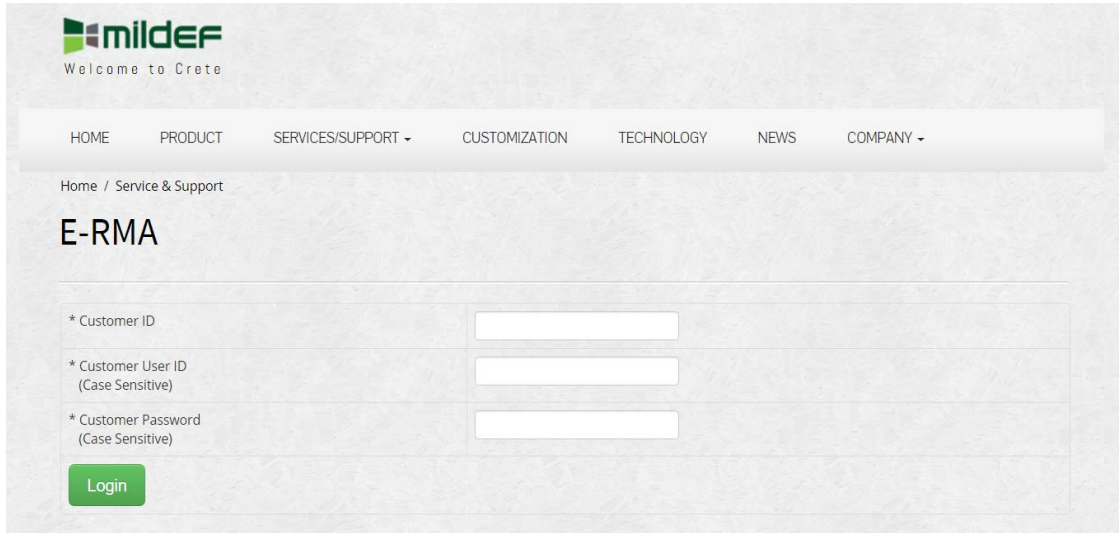 mildef
Welcome to Crete
HOME PRODUCT SERVICES/SUPPORT CUSTOMIZATION TECHNOLOGY NEWS COMPANY
Home / Service & Support
E-RMA
* Customer ID
* Customer User ID
(Case Sensitive)
* Customer Password
(Case Sensitive)
Login